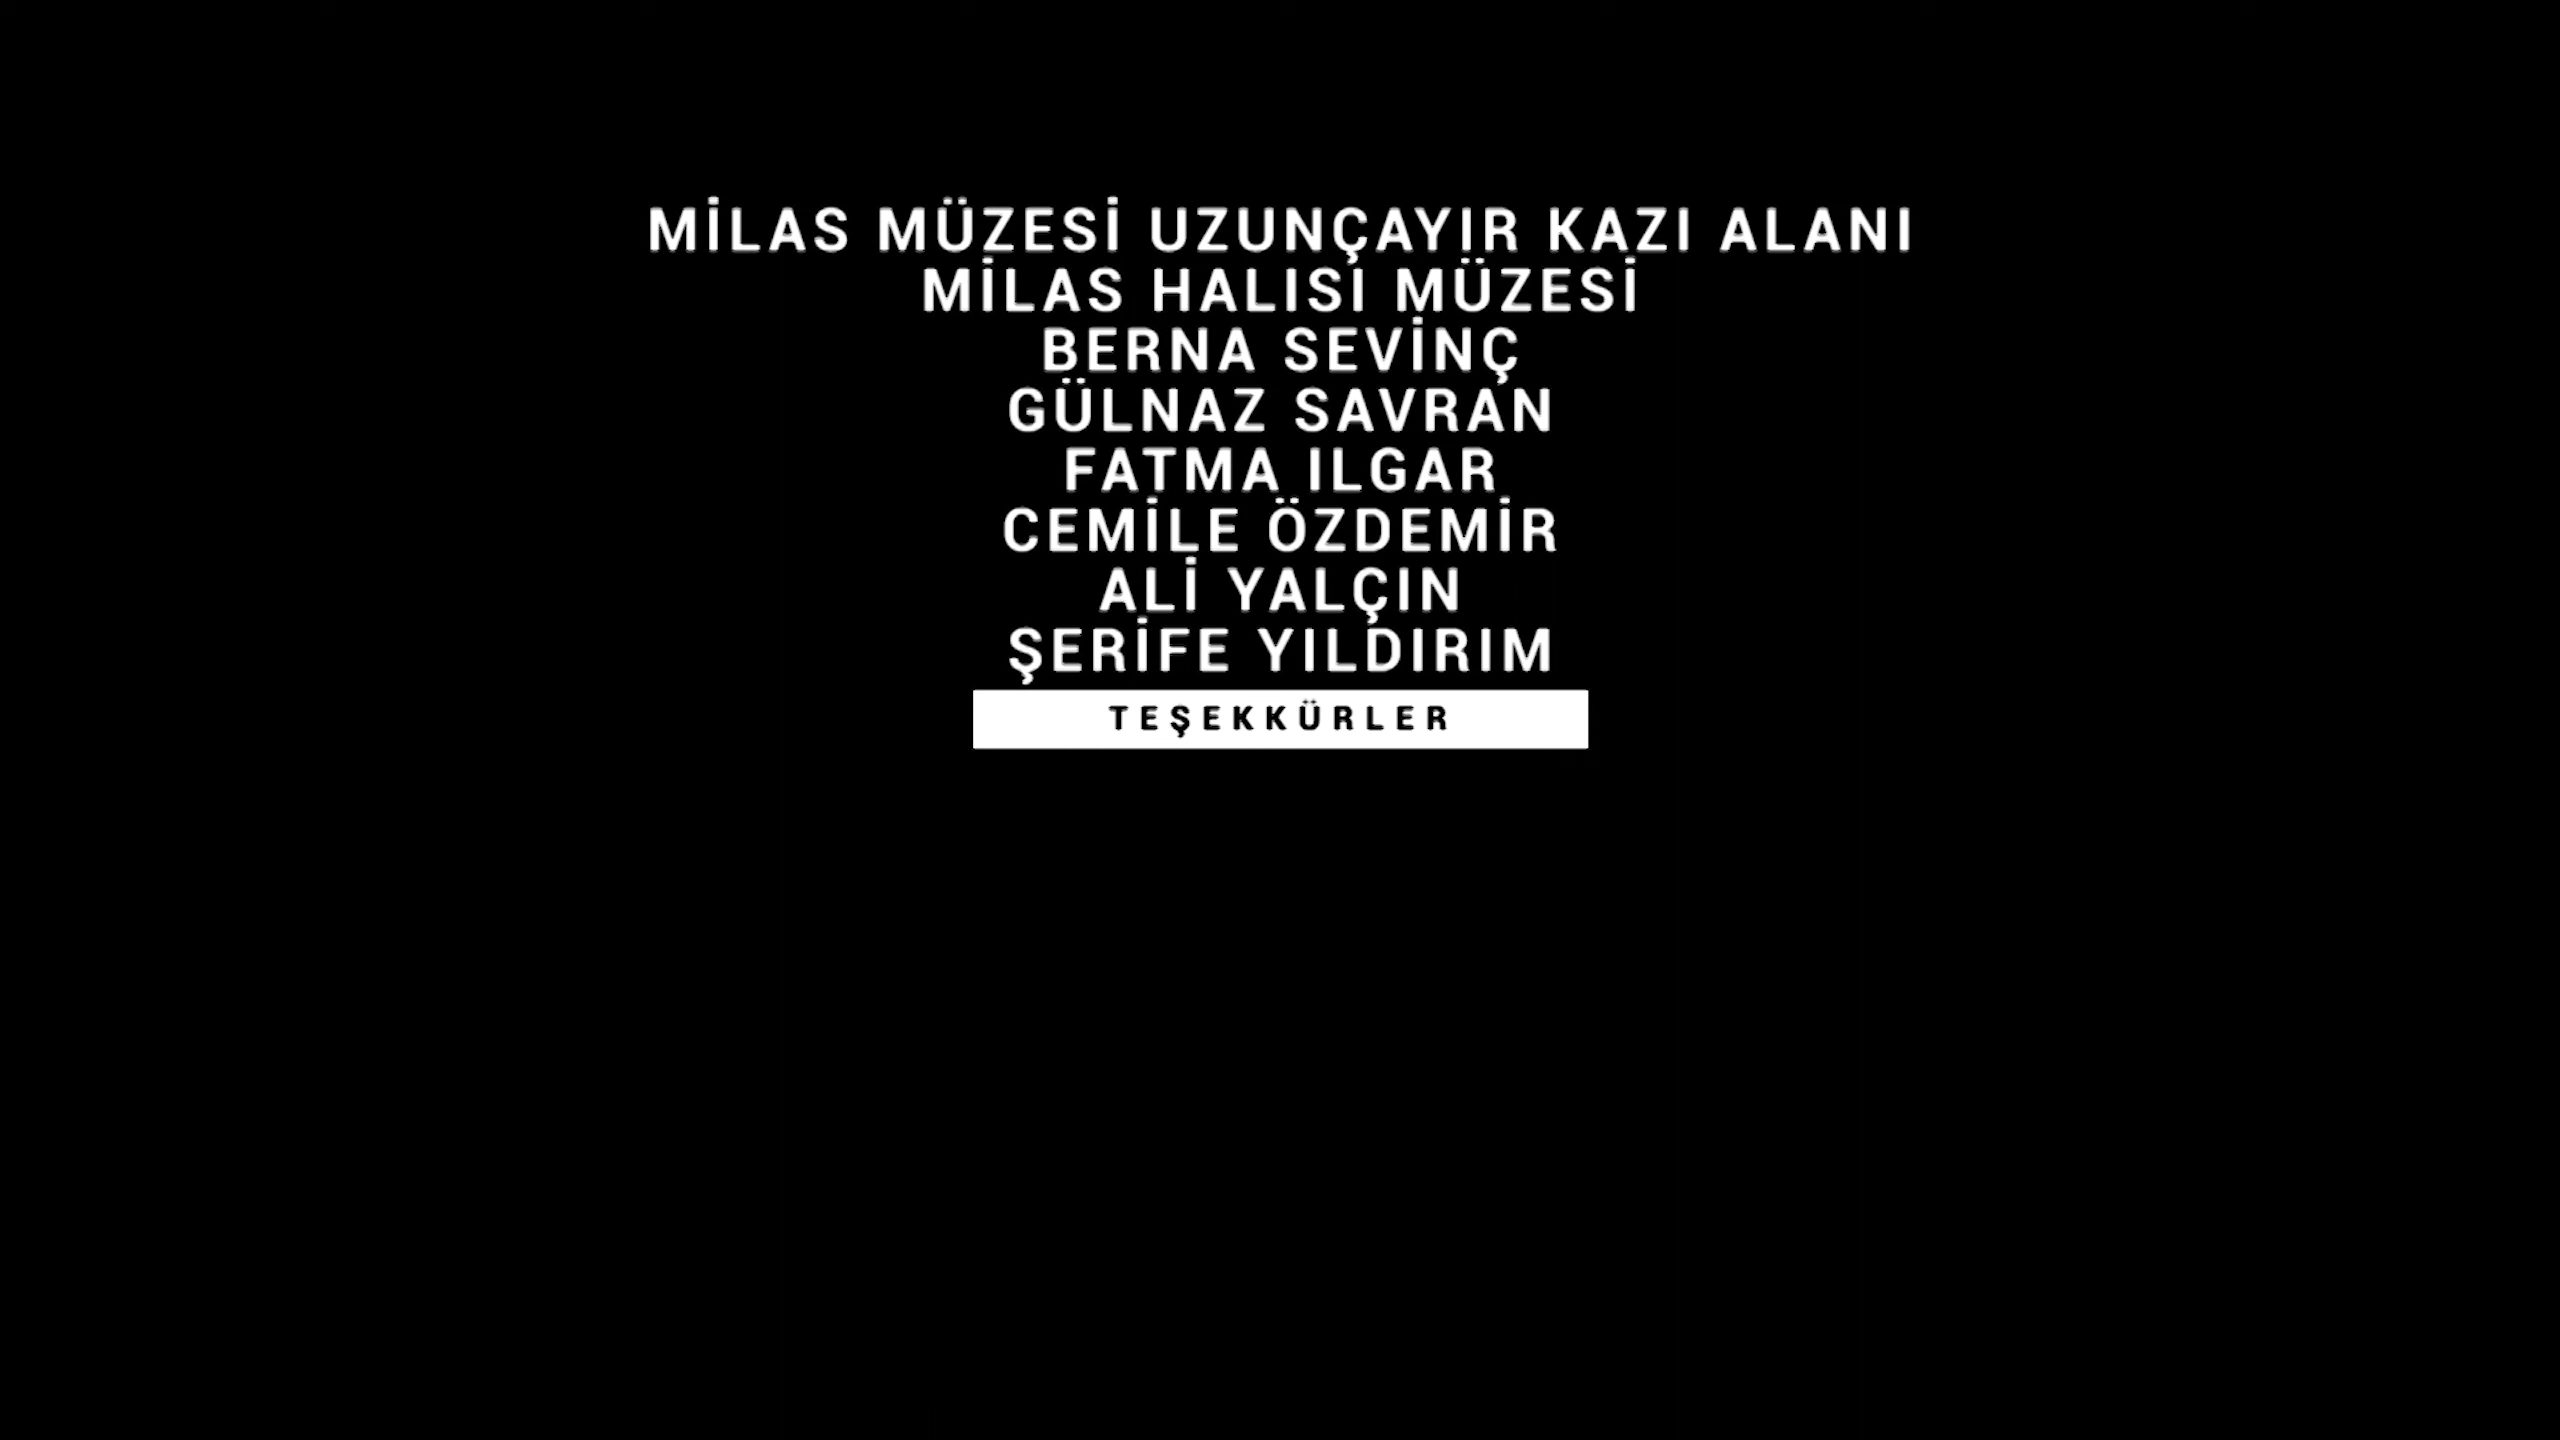 MİLAS MÜZESİ UZUNÇAYIR KAZI ALANI
MİLAS HALISI MÜZESİ
BERNA SEVİNÇ
GÜLNAZ SAVRAN
FATMA ILGAR
CEMİLE ÖZDEMİR
ALİ YALÇIN
ŞERİFE YILDIRIM
TEŞEKKÜRLER